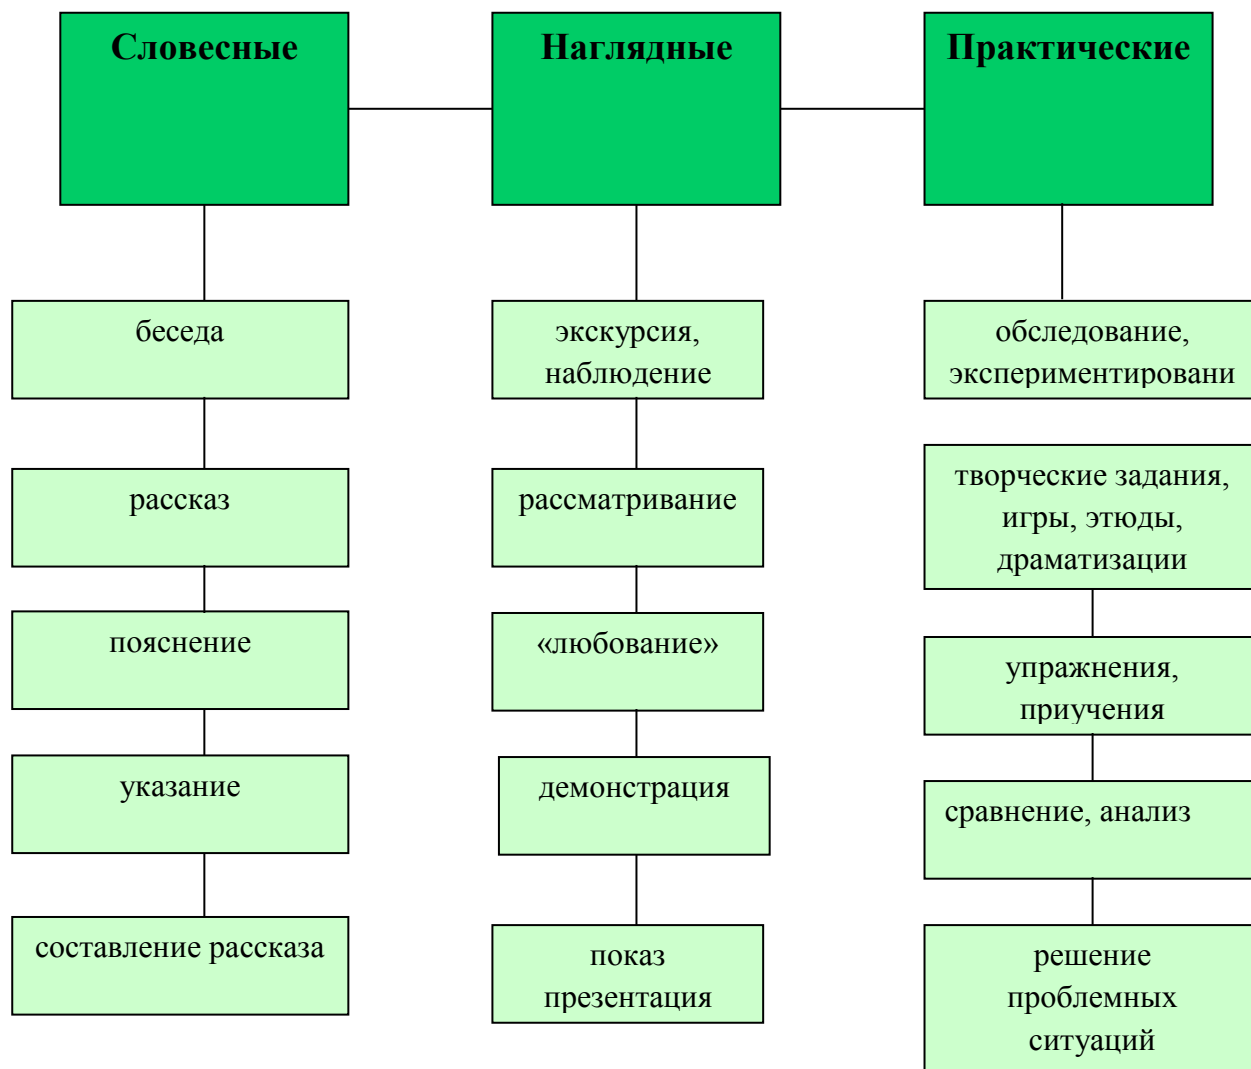 Словесные
Наглядные
Практические
беседа
экскурсия,
наблюдение
обследование,
экспериментировани
рассказ
рассматривание
творческие задания,
игры, этюды,
драматизации
пояснение
«любование»
упражнения,
приучения
указание
демонстрация
сравнение, анализ
составление рассказа
показ
презентация
решение
проблемных
ситуаций